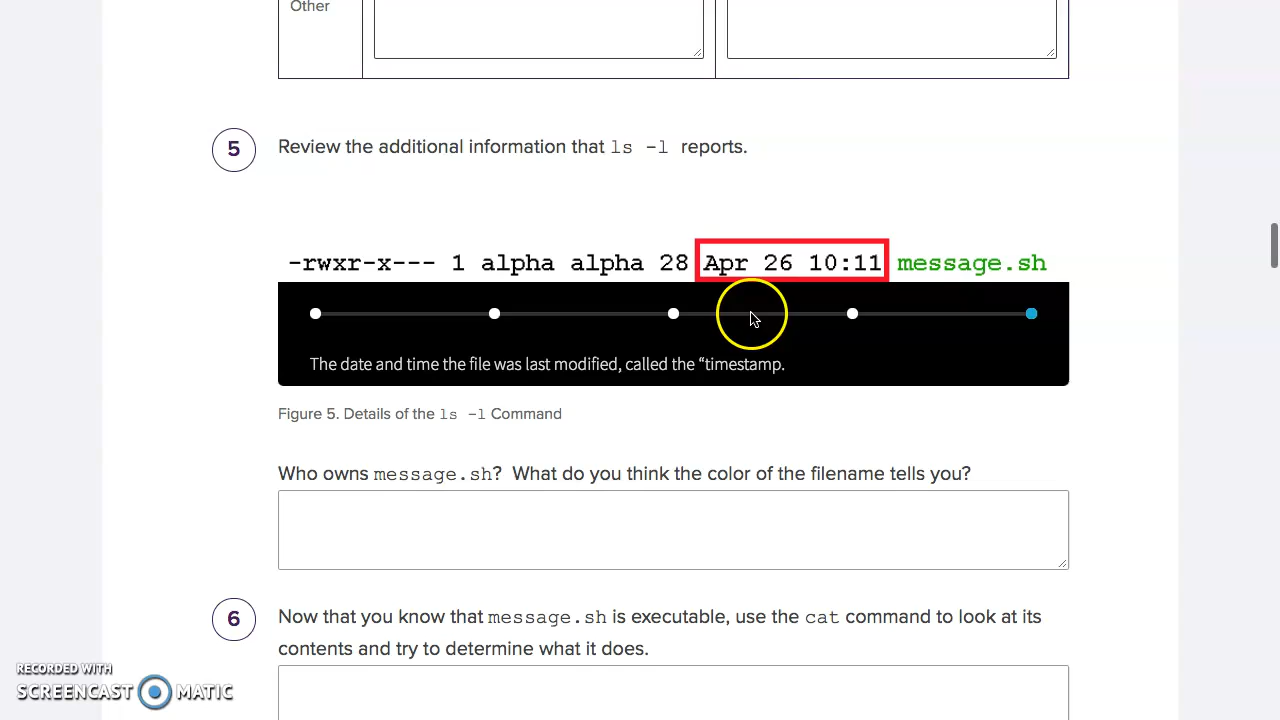 Other
5
Review the additional information that ls -l reports.
-rwxr-x--- 1 alpha alpha 28 Apr 26 10:11 message.sh
The date and time the file was last modified, called the “timestamp.
Figure 5. Details of the ls -l Command
Who owns message.sh? What do you think the color of the filename tells you?
6
Now that you know that message.sh is executable, use the cat command to look at its
contents and try to determine what it does.
RECORDED WITH
SCREENCAST MATIC